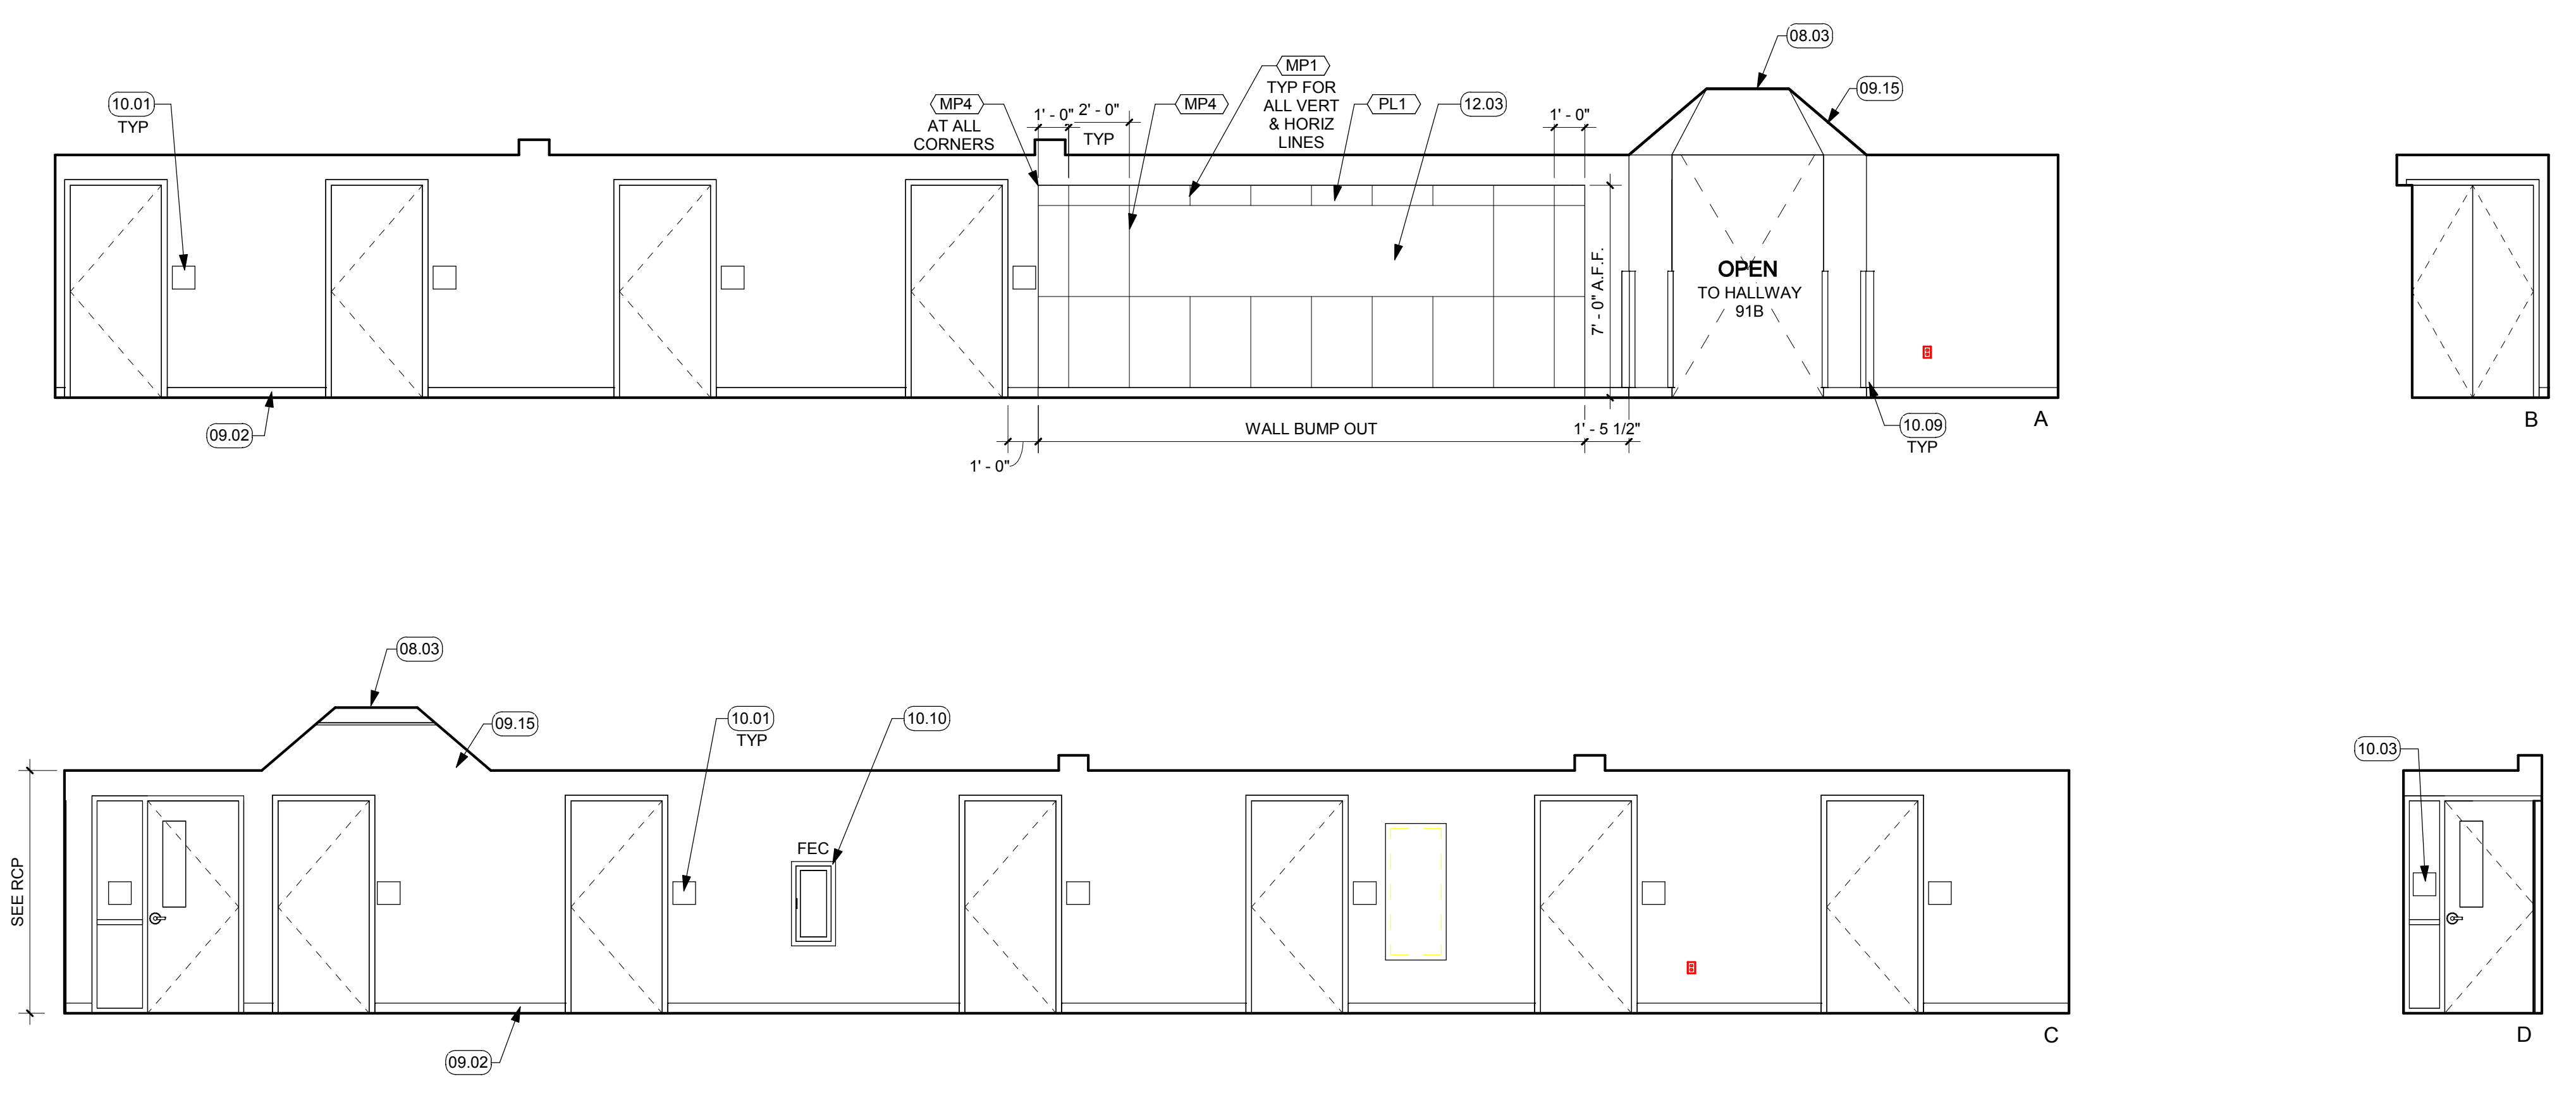 08.03
MP1
TYP FOR
ALL VERT
& HORIZ
LINES
09.15
10.01
TYP
MP4
AT ALL
CORNERS
1' - 0"
2' - 0"
TYP
MP4
PL1
12.03
1' - 0"
7' - 0" A.F.F.
OPEN
TO HALLWAY
91B
09.02
WALL BUMP OUT
1' - 5 1/2"
1' - 0"
10.09
TYP
A
B
08.03
09.15
10.01
TYP
10.10
FEC
SEE RCP
09.02
C
10.03
D